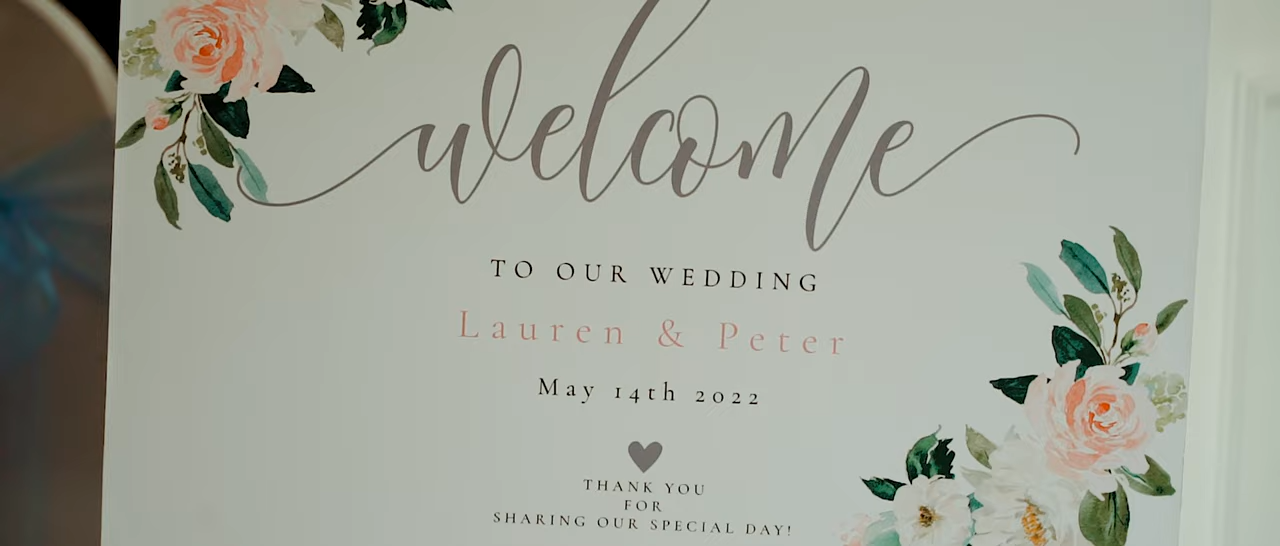 welcome
TO OUR WEDDING
Lauren & Peter
May 14th 2022
THANK YOU
FOR
SHARING OUR SPECIAL DAY!